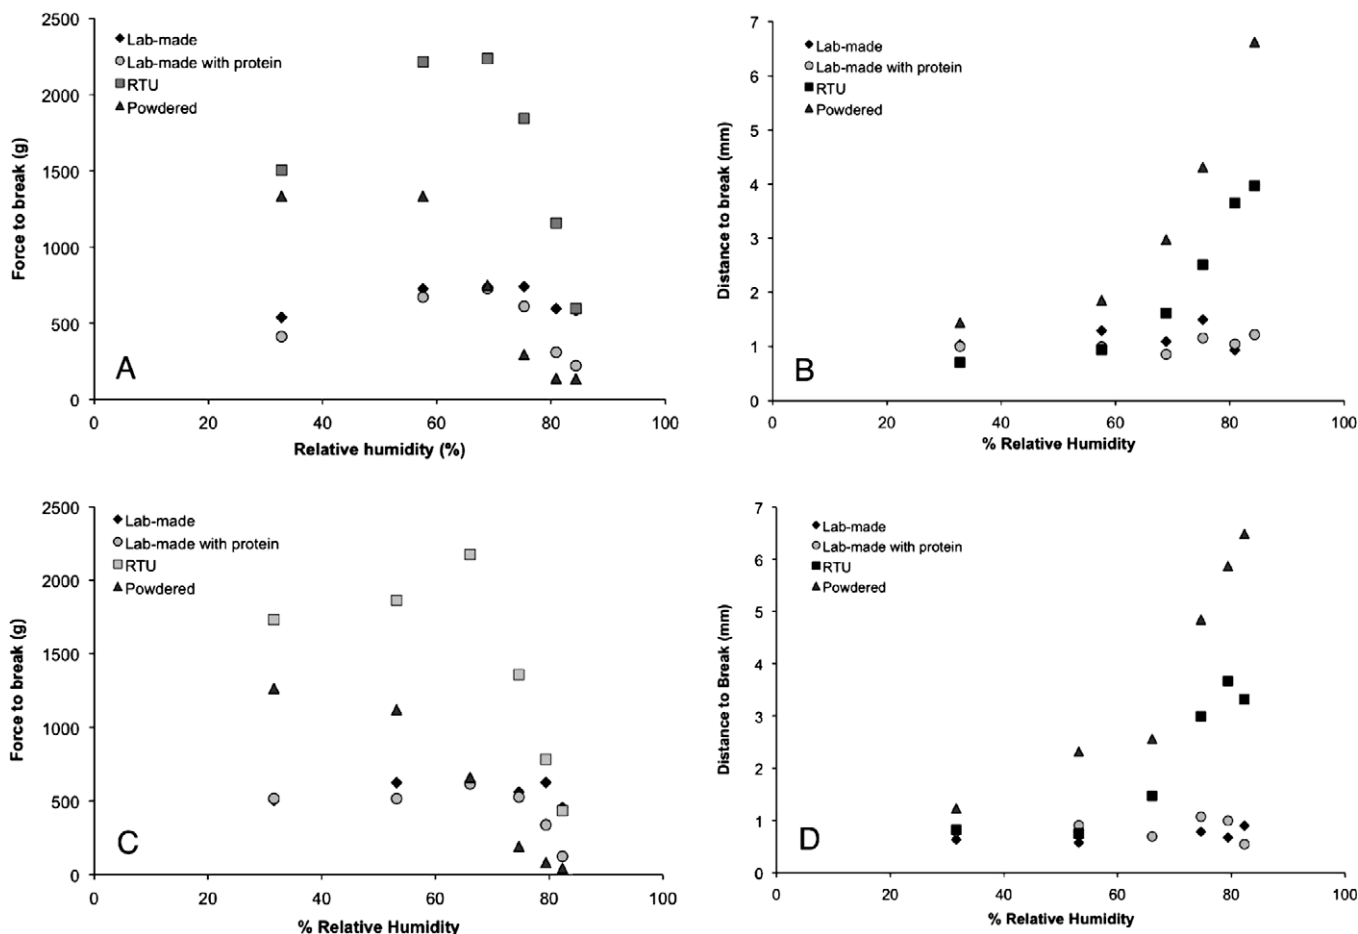 2500
2000
1500
1000
500
0
Force to break (g)
Lab-made
Lab-made with protein
RTU
Powdered
A
0 20 40 60 80 100
Relative humidity (%)
7
6
5
4
3
2
1
0
Distance to break (mm)
Lab-made
Lab-made with protein
RTU
Powdered
B
0 20 40 60 80 100
% Relative Humidity
2500
2000
1500
1000
500
0
Force to break (g)
Lab-made
Lab-made with protein
RTU
Powdered
C
0 20 40 60 80 100
% Relative Humidity
7
6
5
4
3
2
1
0
Distance to Break (mm)
Lab-made
Lab-made with protein
RTU
Powdered
D
0 20 40 60 80 100
% Relative Humidity